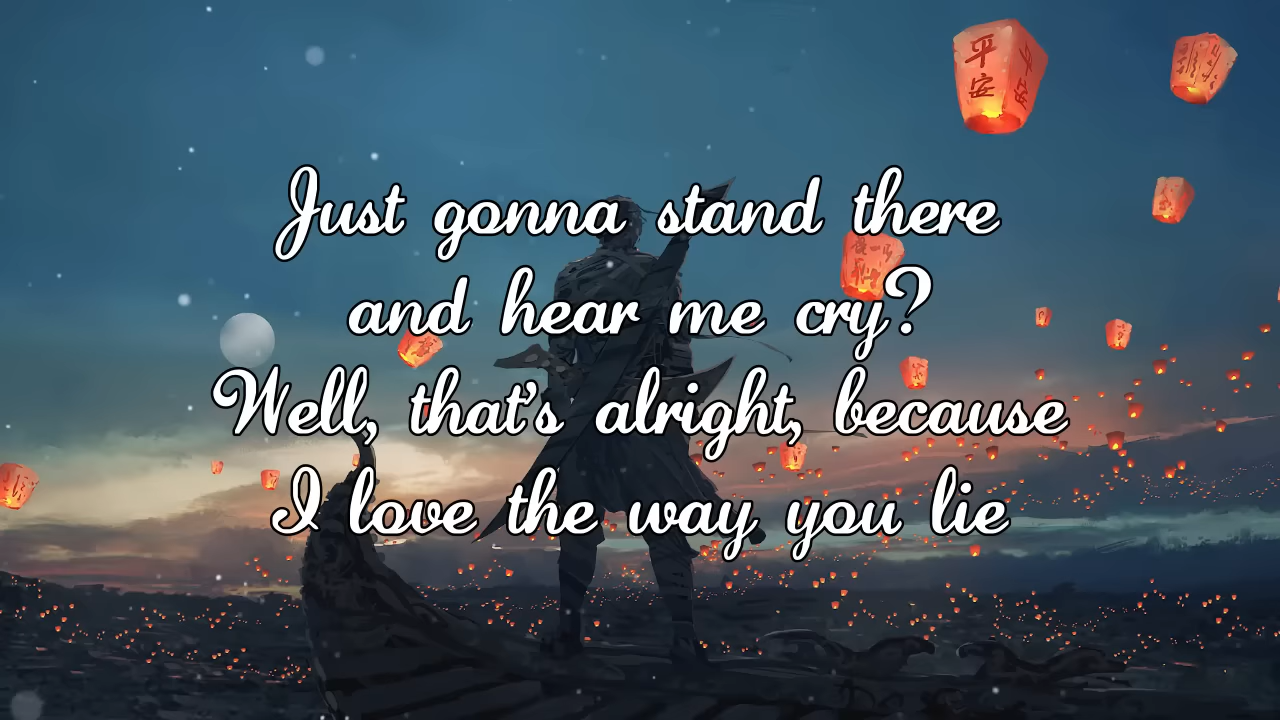 平安
Just gonna stand there
and hear me cry?
Well, that's alright, because
I love the way you lie